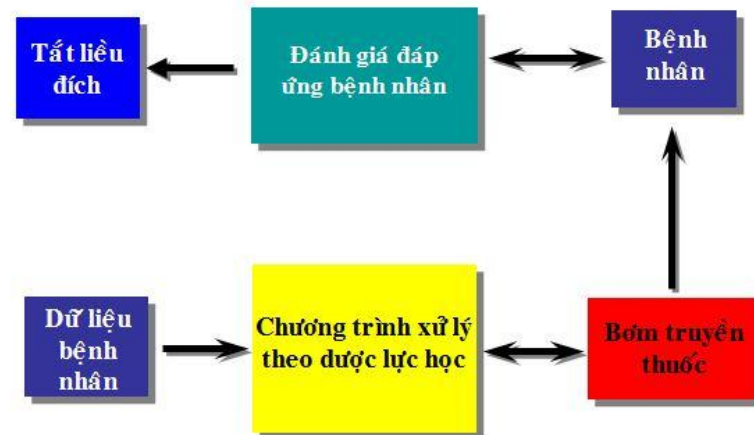 Tắt liều
đích
Đánh giá đáp
ứng bệnh nhân
Bệnh
nhân
Dữ liệu
bệnh
nhân
Chương trình xử lý
theo dược lực học
Bơm truyền
thuốc